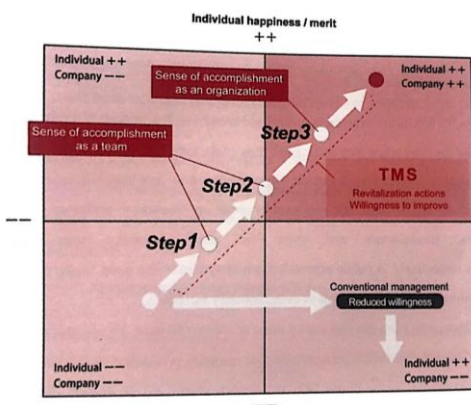 Individual happiness / merit
++
Individual ++
Company −−
Individual ++
Company ++
Sense of accomplishment
as an organization
Sense of accomplishment
as a team
Step3
TMS
Revitalization actions
Willingness to improve
Step2
−−
Step1
Conventional management
Reduced willingness
Individual −−
Company −−
Individual ++
Company −−